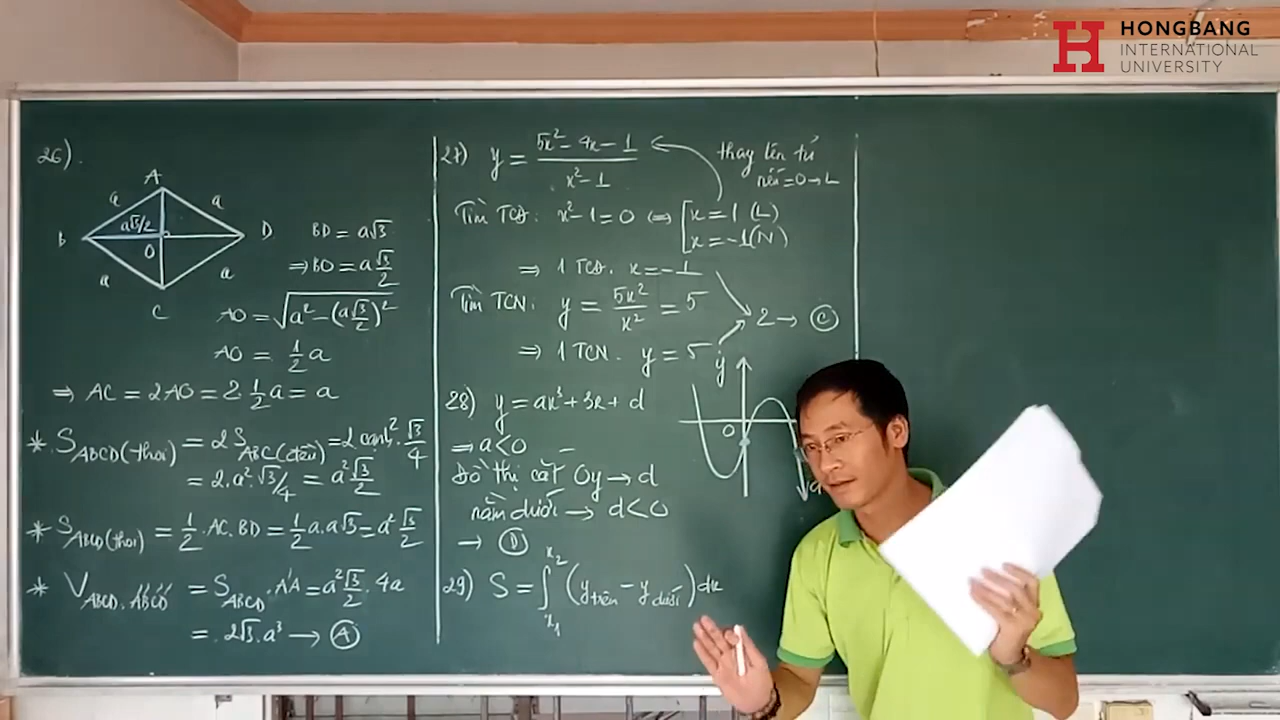 HONGBANG
INTERNATIONAL
UNIVERSITY
26).
A
a a
a√3/2
B D
O
a a
C
BD = a√3
⇒ BO = a√3/2
AO = √(a² − (a√3/2)²)
AO = 1/2 a
⇒ AC = 2AO = 2 1/2 a = a
* S ABCD(thoi) = 2 S ABC(đều) = 2 cạnh². √3/4
= 2.a².√3/4 = a²√3/2
* S ABCD(thoi) = 1/2 . AC . BD = 1/2 a.a√3 = a²√3/2
* V ABCD.A'B'C'D' = S ABCD . A'A = a²√3/2 . 4a
= 2√3.a³ → Ⓐ
27) y = (5x² − 4x − 1)/(x² − 1)
thay lên tử
nếu = 0 → L
Tìm TCĐ: x² − 1 = 0 ⇔ [ x = 1 (L)
x = −1 (N)
⇒ 1 TCĐ. x = −1
Tìm TCN: y = 5x²/x² = 5
2 → Ⓒ
⇒ 1 TCN. y = 5
28) y = ax³ + 3x + d
y
O
⇒ a < 0
Đồ thị cắt Oy → d
nằm dưới → d < 0
→ Ⓓ
29) S = ∫ x₁ x₂ (y trên − y dưới) dx